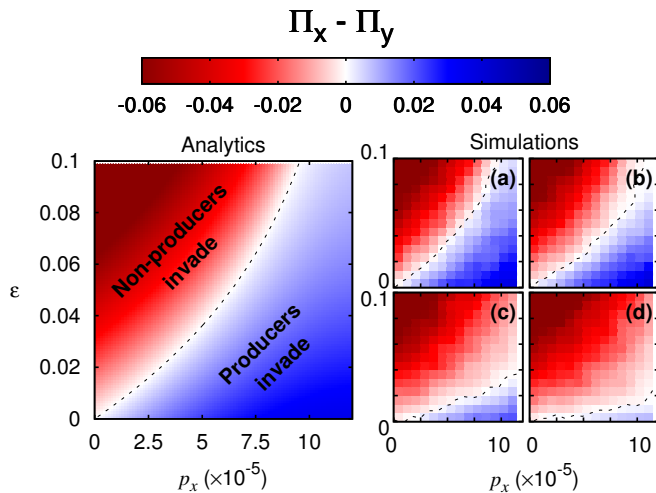 Πx - Πy
-0.06 -0.04 -0.02 0 0.02 0.04 0.06
Analytics
Simulations
0.1
0.08
0.06
0.04
0.02
0
ε
Non-producers
invade
Producers
invade
0 2.5 5 7.5 10
px (×10-5)
0.1
0
(a)
(b)
0.1
0
(c)
(d)
0 5 10 0 5 10
px (×10-5)